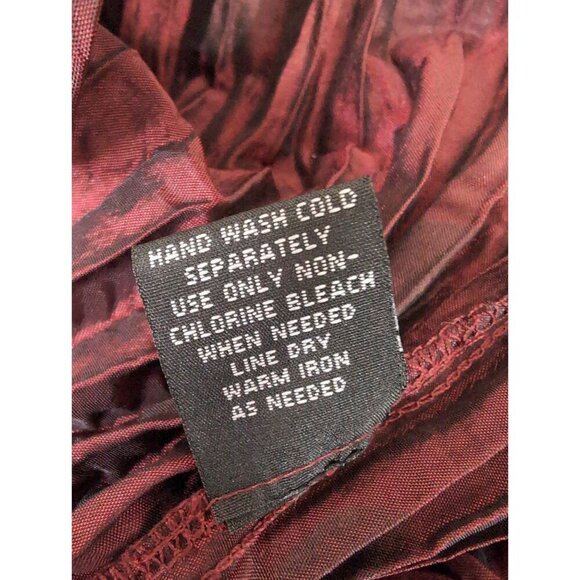 HAND WASH COLD
SEPARATELY
USE ONLY NON-
CHLORINE BLEACH
WHEN NEEDED
LINE DRY
WARM IRON
AS NEEDED